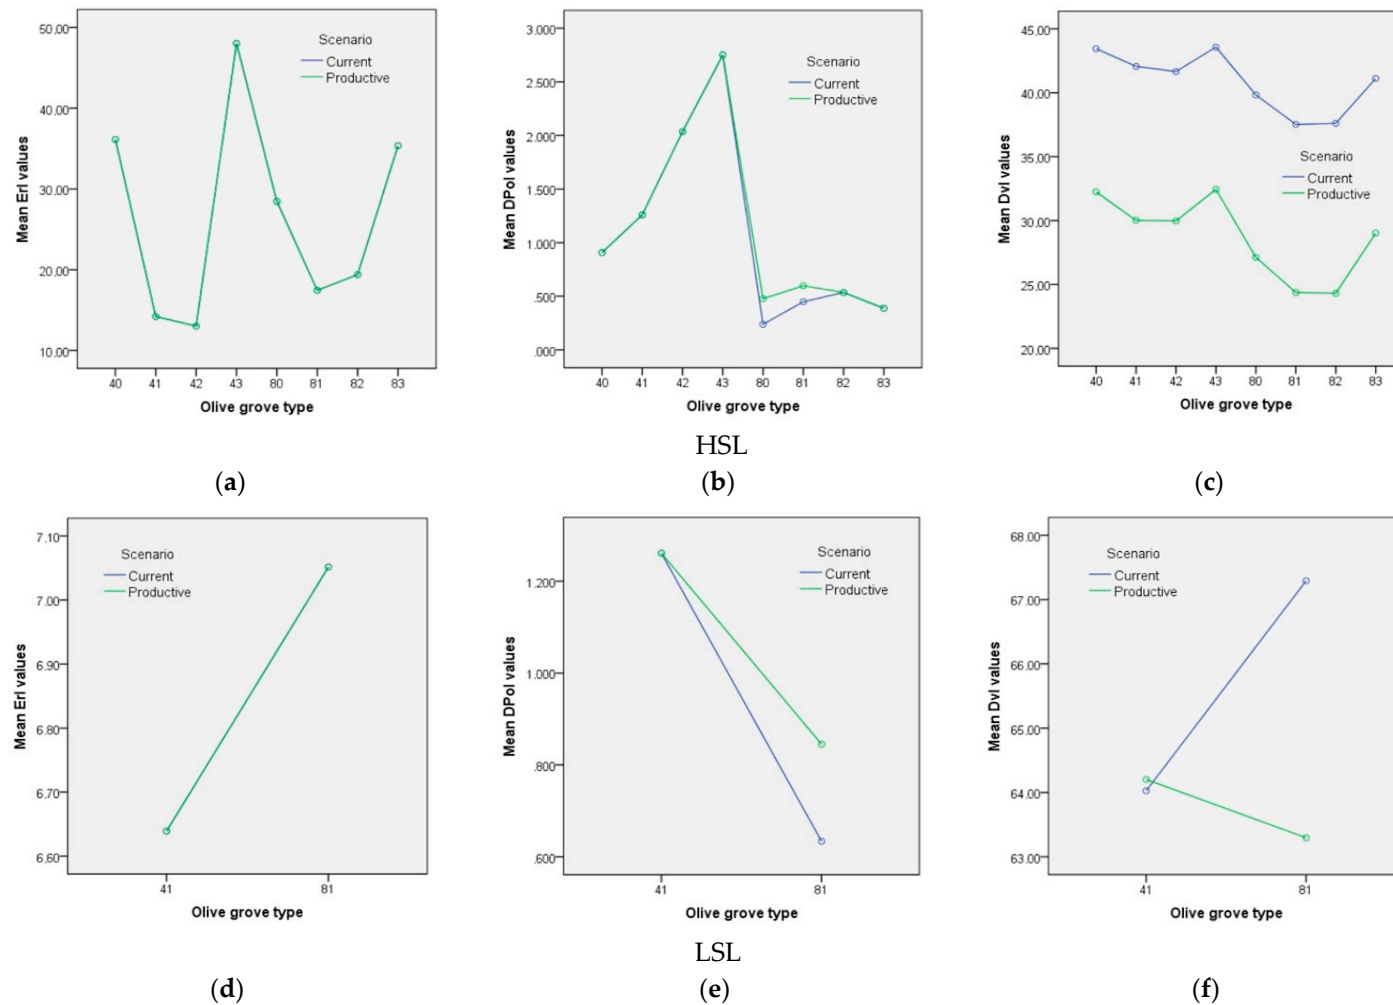 50.00
40.00
30.00
20.00
10.00
Mean ErI values
Scenario
Current
Productive
40 41 42 43 80 81 82 83
Olive grove type
3.000
2.500
2.000
1.500
1.000
.500
.000
Mean DPol values
Scenario
Current
Productive
40 41 42 43 80 81 82 83
Olive grove type
45.00
40.00
35.00
30.00
25.00
20.00
Mean DvI values
Scenario
Current
Productive
40 41 42 43 80 81 82 83
Olive grove type
HSL
(a) (b) (c)
7.10
7.00
6.90
6.80
6.70
6.60
Mean ErI values
Scenario
Current
Productive
41 81
Olive grove type
1.200
1.000
.800
.600
Mean DPol values
Scenario
Current
Productive
41 81
Olive grove type
68.00
67.00
66.00
65.00
64.00
63.00
Mean DvI values
Scenario
Current
Productive
41 81
Olive grove type
LSL
(d) (e) (f)